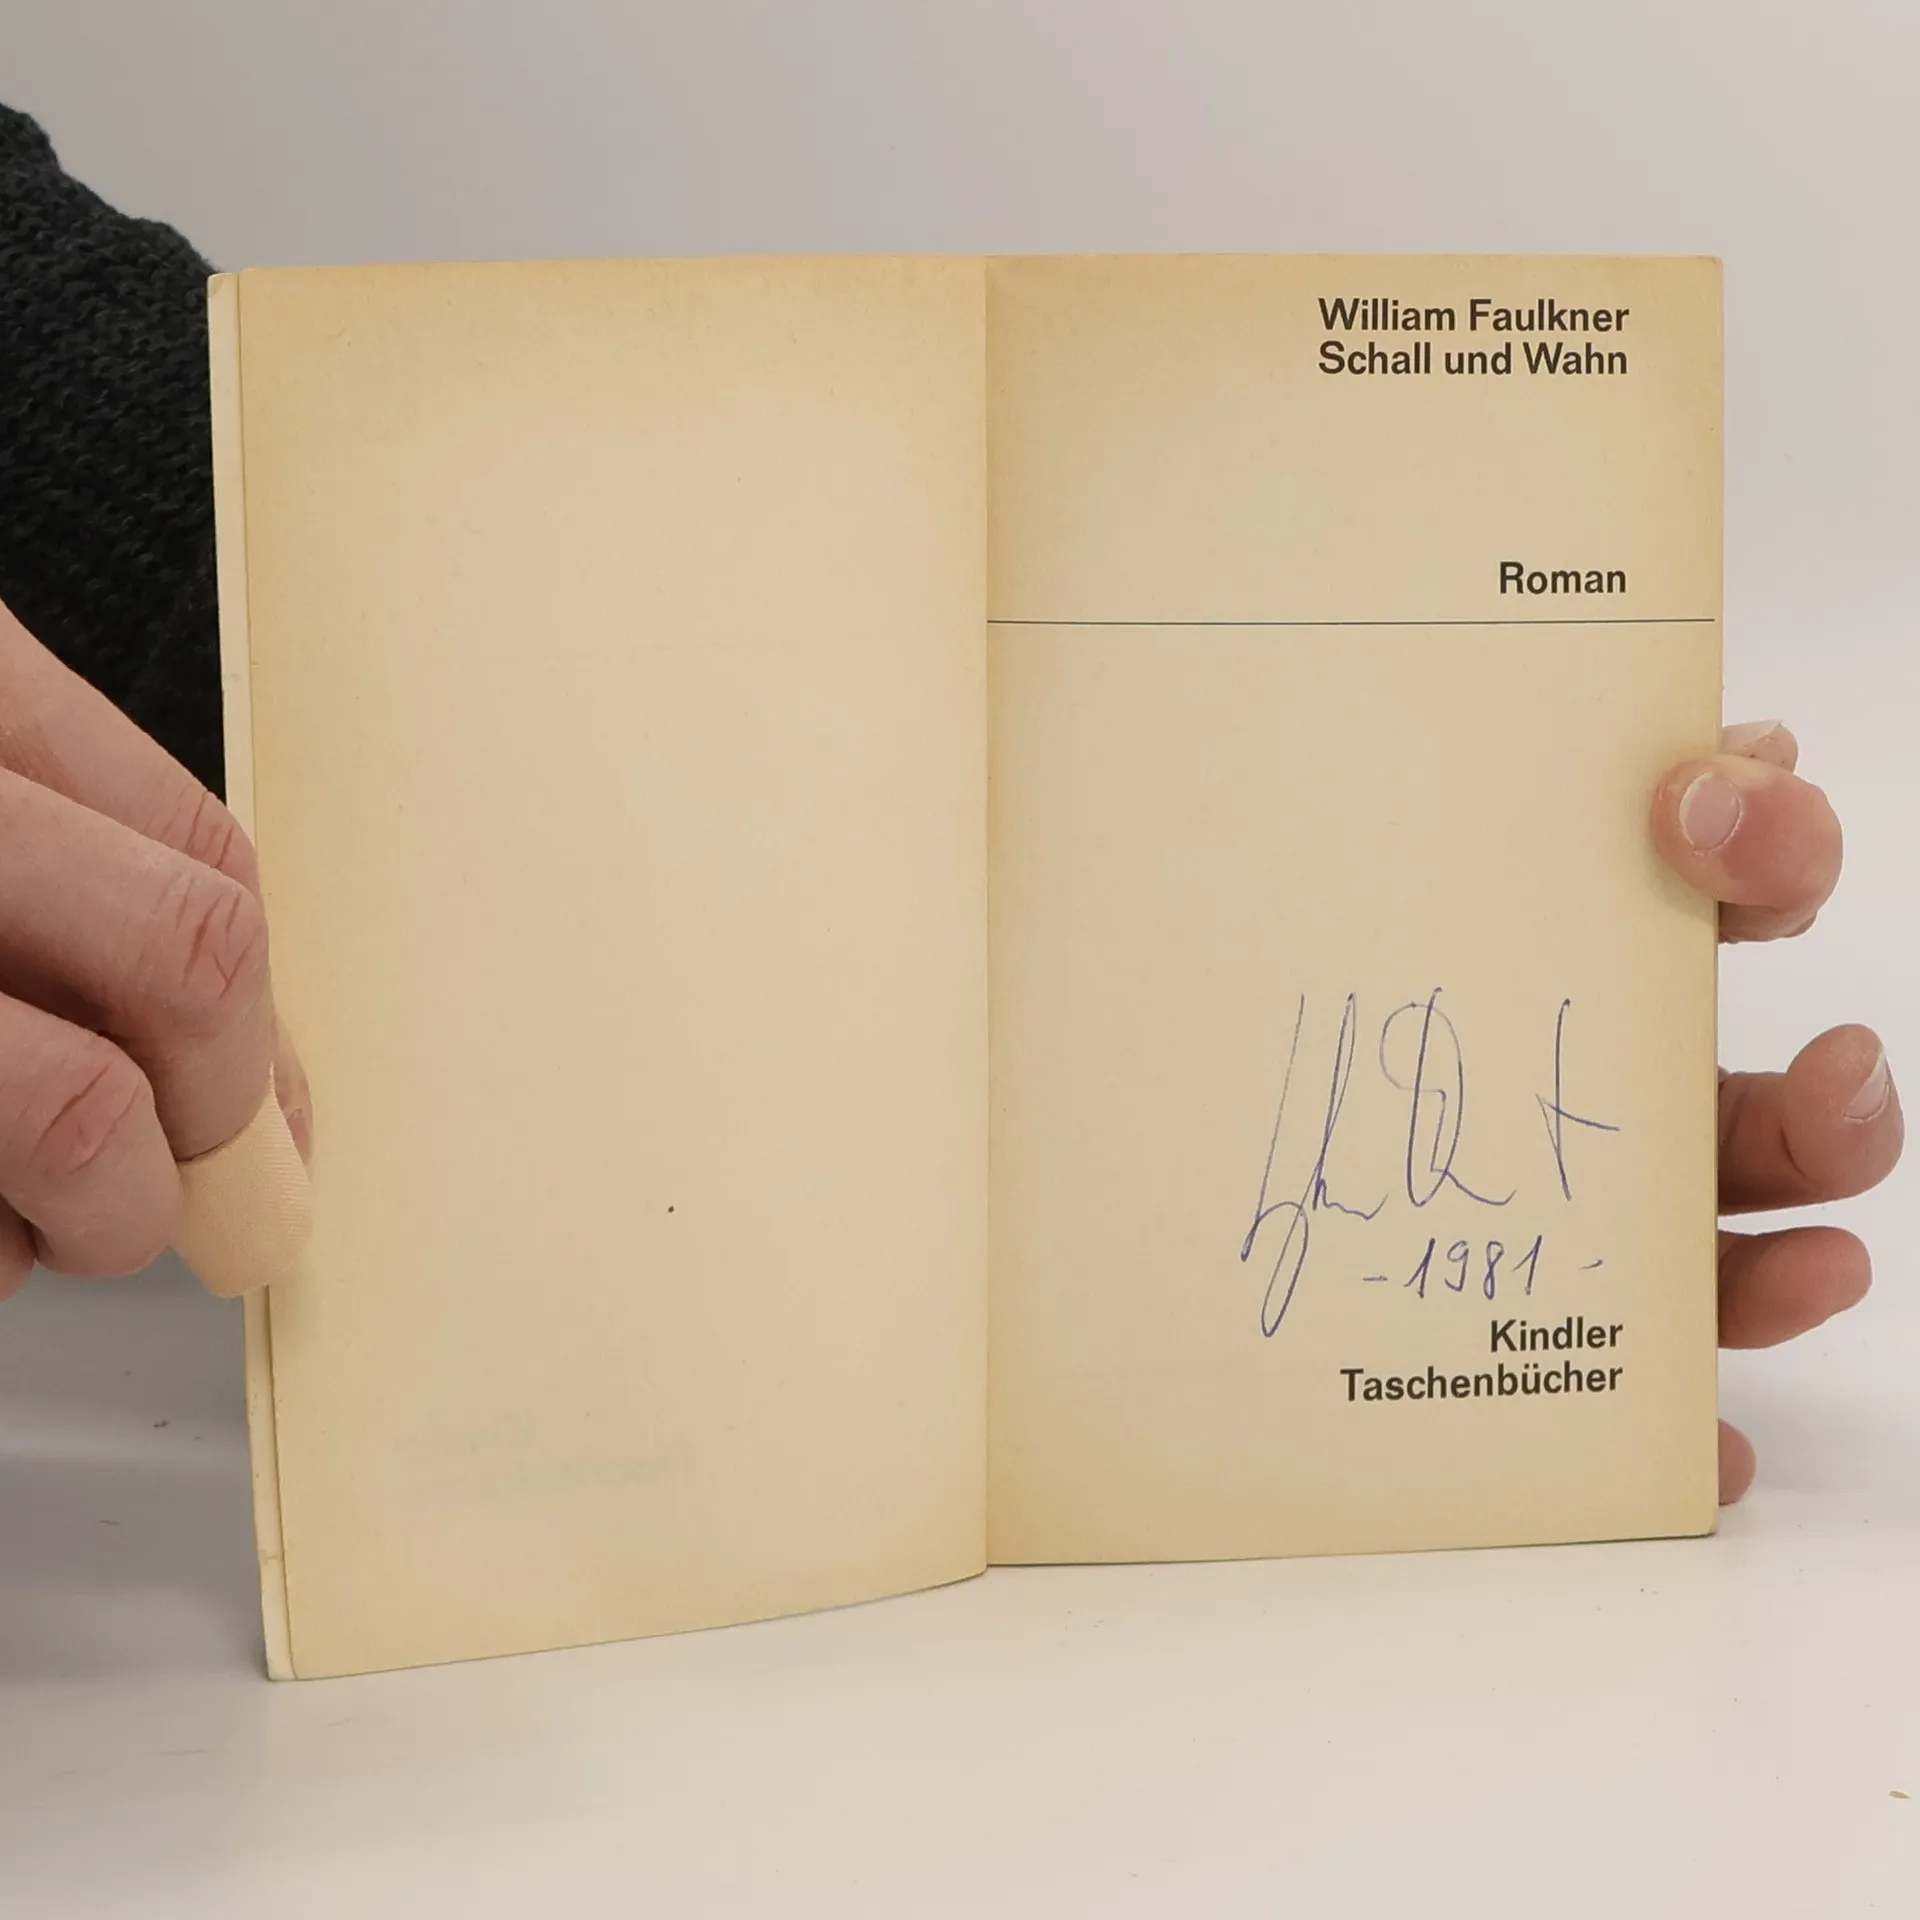 William Faulkner
Schall und Wahn
Roman
- 1981 -
Kindler
Taschenbücher